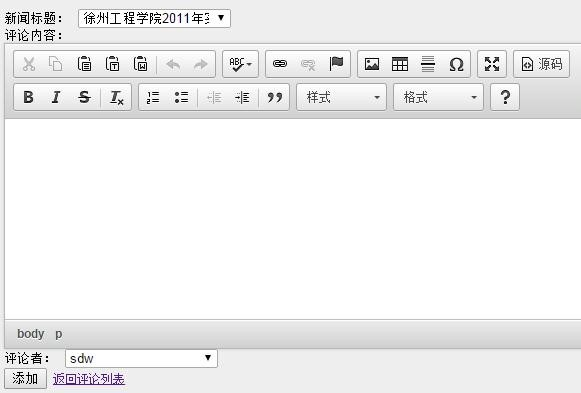 新闻标题： 徐州工程学院2011年
评论内容：
ABC Ω 源码
B I S Ix 样式 格式 ?
body p
评论者： sdw
添加 返回评论列表